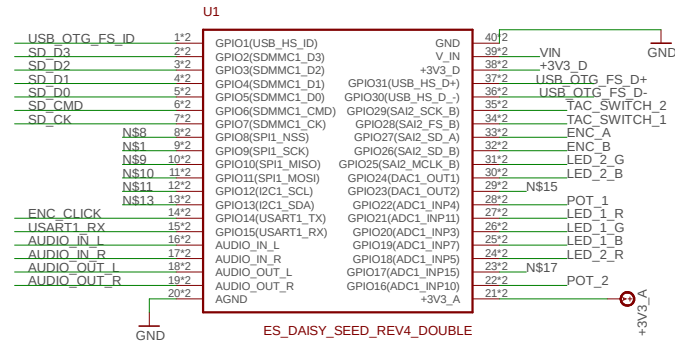 U1
USB_OTG_FS_ID 1*2 GPIO1(USB_HS_ID) GND 40*2 GND
SD_D3 2*2 GPIO2(SDMMC1_D3) V_IN 39*2 VIN
SD_D2 3*2 GPIO3(SDMMC1_D2) +3V3_D 38*2 +3V3_D
SD_D1 4*2 GPIO4(SDMMC1_D1) GPIO31(USB_HS_D+) 37*2 USB_OTG_FS_D+
SD_D0 5*2 GPIO5(SDMMC1_D0) GPIO30(USB_HS_D_-) 36*2 USB_OTG_FS_D-
SD_CMD 6*2 GPIO6(SDMMC1_CMD) GPIO29(SAI2_SCK_B) 35*2 TAC_SWITCH_2
SD_CK 7*2 GPIO7(SDMMC1_CK) GPIO28(SAI2_FS_B) 34*2 TAC_SWITCH_1
N$8 8*2 GPIO8(SPI1_NSS) GPIO27(SAI2_SD_A) 33*2 ENC_A
N$1 9*2 GPIO9(SPI1_SCK) GPIO26(SAI2_SD_B) 32*2 ENC_B
N$9 10*2 GPIO10(SPI1_MISO) GPIO25(SAI2_MCLK_B) 31*2 LED_2_G
N$10 11*2 GPIO11(SPI1_MOSI) GPIO24(DAC1_OUT1) 30*2 LED_2_B
N$11 12*2 GPIO12(I2C1_SCL) GPIO23(DAC1_OUT2) 29*2 N$15
N$13 13*2 GPIO13(I2C1_SDA) GPIO22(ADC1_INP4) 28*2 POT_1
ENC_CLICK 14*2 GPIO14(USART1_TX) GPIO21(ADC1_INP11) 27*2 LED_1_R
USART1_RX 15*2 GPIO15(USART1_RX) GPIO20(ADC1_INP3) 26*2 LED_1_G
AUDIO_IN_L 16*2 AUDIO_IN_L GPIO19(ADC1_INP7) 25*2 LED_1_B
AUDIO_IN_R 17*2 AUDIO_IN_R GPIO18(ADC1_INP5) 24*2 LED_2_R
AUDIO_OUT_L 18*2 AUDIO_OUT_L GPIO17(ADC1_INP15) 23*2 N$17
AUDIO_OUT_R 19*2 AUDIO_OUT_R GPIO16(ADC1_INP10) 22*2 POT_2
20*2 AGND +3V3_A 21*2 +3V3_A
GND
ES_DAISY_SEED_REV4_DOUBLE